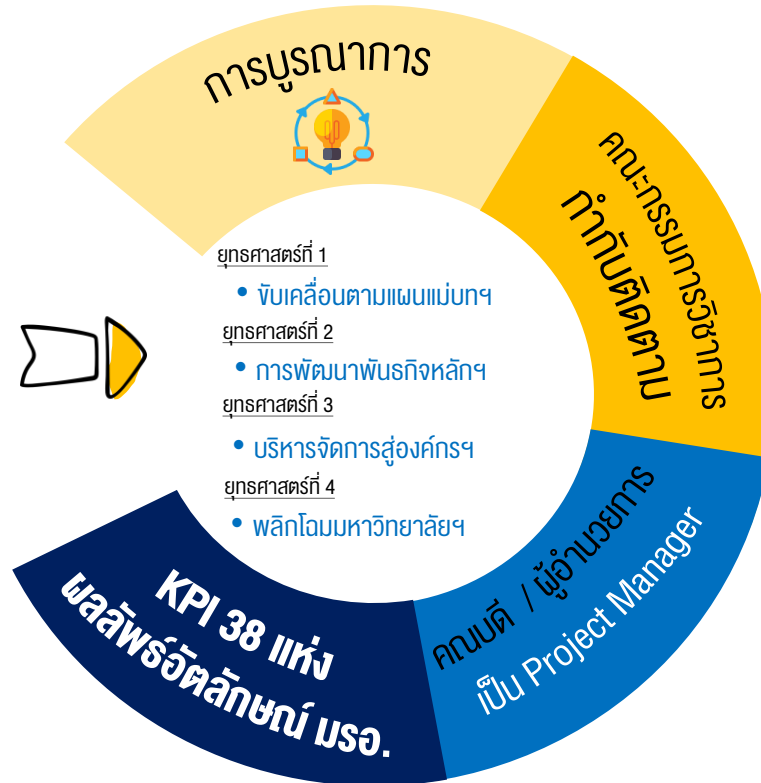 การบูรณาการ
คณะกรรมการวิชาการ
กำกับติดตาม
ยุทธศาสตร์ที่ 1
• ขับเคลื่อนตามแผนแม่บทฯ
ยุทธศาสตร์ที่ 2
• การพัฒนาพันธกิจหลักฯ
ยุทธศาสตร์ที่ 3
• บริหารจัดการสู่องค์กรฯ
ยุทธศาสตร์ที่ 4
• พลิกโฉมมหาวิทยาลัยฯ
คณบดี / ผู้อำนวยการ
เป็น Project Manager
KPI 38 แห่ง
ผลลัพธ์อัตลักษณ์ มรอ.